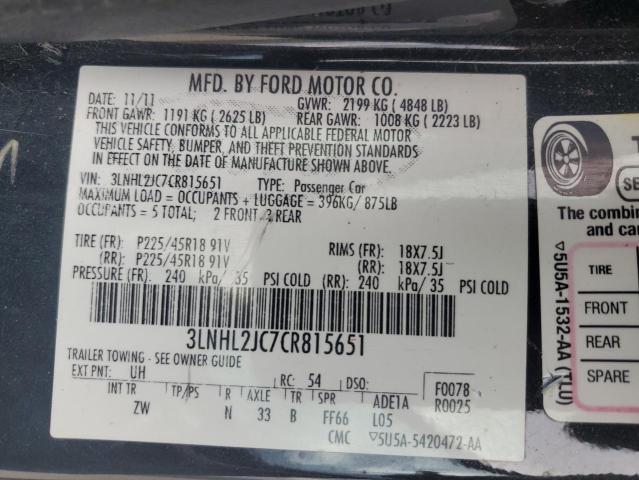 MFD. BY FORD MOTOR CO.
DATE: 11/11 GVWR: 2199 KG ( 4848 LB)
FRONT GAWR: 1191 KG ( 2625 LB) REAR GAWR: 1008 KG ( 2223 LB)
THIS VEHICLE CONFORMS TO ALL APPLICABLE FEDERAL MOTOR
VEHICLE SAFETY, BUMPER, AND THEFT PREVENTION STANDARDS
IN EFFECT ON THE DATE OF MANUFACTURE SHOWN ABOVE.
VIN: 3LNHL2JC7CR815651 TYPE: Passenger Car
MAXIMUM LOAD = OCCUPANTS + LUGGAGE = 396KG/ 875LB
OCCUPANTS = 5 TOTAL; 2 FRONT 3 REAR
TIRE (FR): P225/45R18 91V RIMS (FR): 18X7.5J
(RR): P225/45R18 91V (RR): 18X7.5J
PRESSURE (FR): 240 kPa/ 35 PSI COLD (RR): 240 kPa/ 35 PSI COLD
3LNHL2JC7CR815651
TRAILER TOWING - SEE OWNER GUIDE
EXT PNT: UH RC: 54 DSO: F0078
INT TR TP/PS R AXLE TR SPR ADE1A R0025
ZW N 33 B FF66 L05
CMC ▽5U5A-5420472-AA
The combin
and ca
TIRE
FRONT
REAR
SPARE
▽5U5A-1532-AA (TLU)